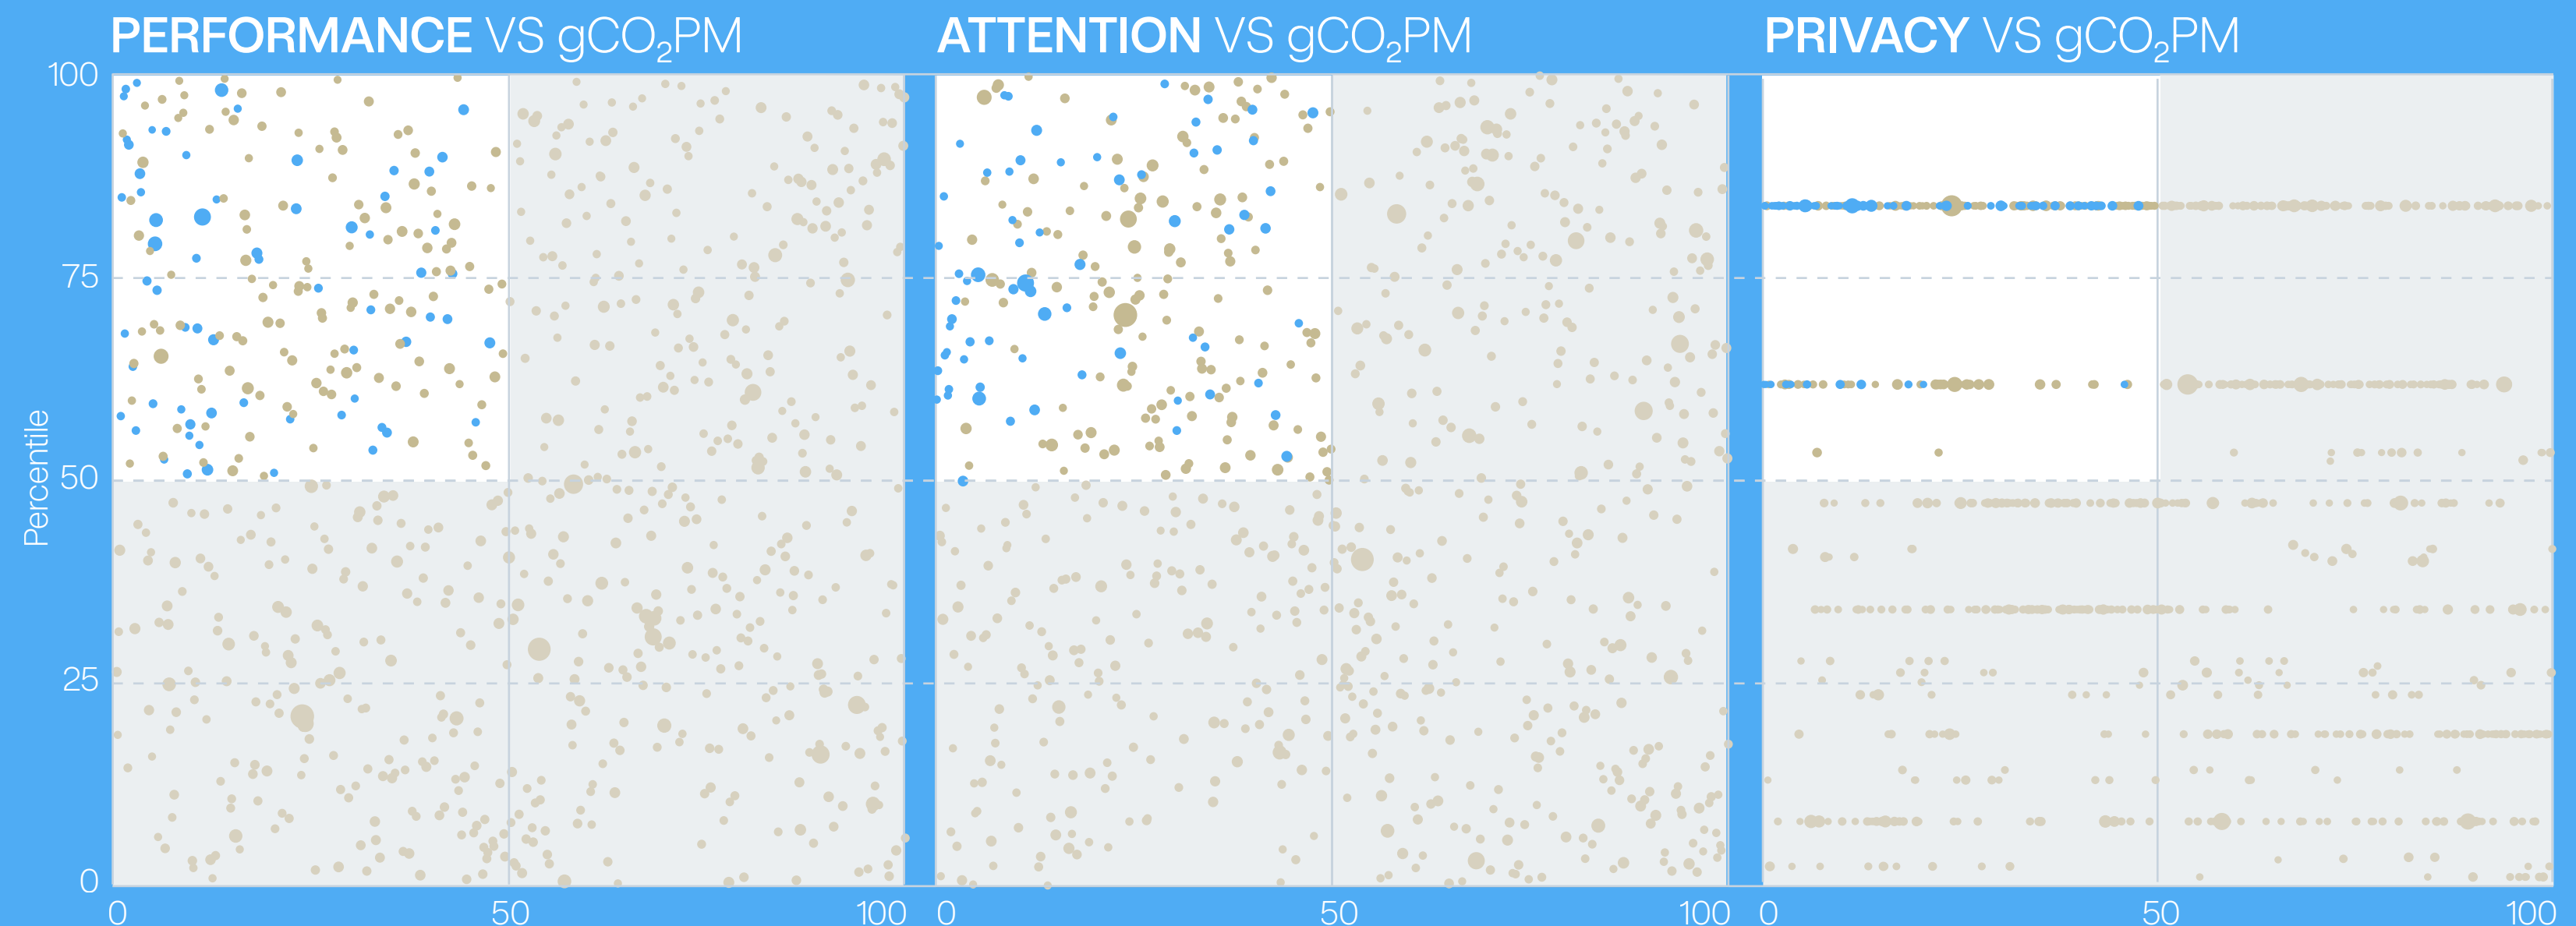 PERFORMANCE VS gCO₂PM
ATTENTION VS gCO₂PM
PRIVACY VS gCO₂PM
Percentile
100
75
50
25
0
0 50 100
0 50 100
0 50 100